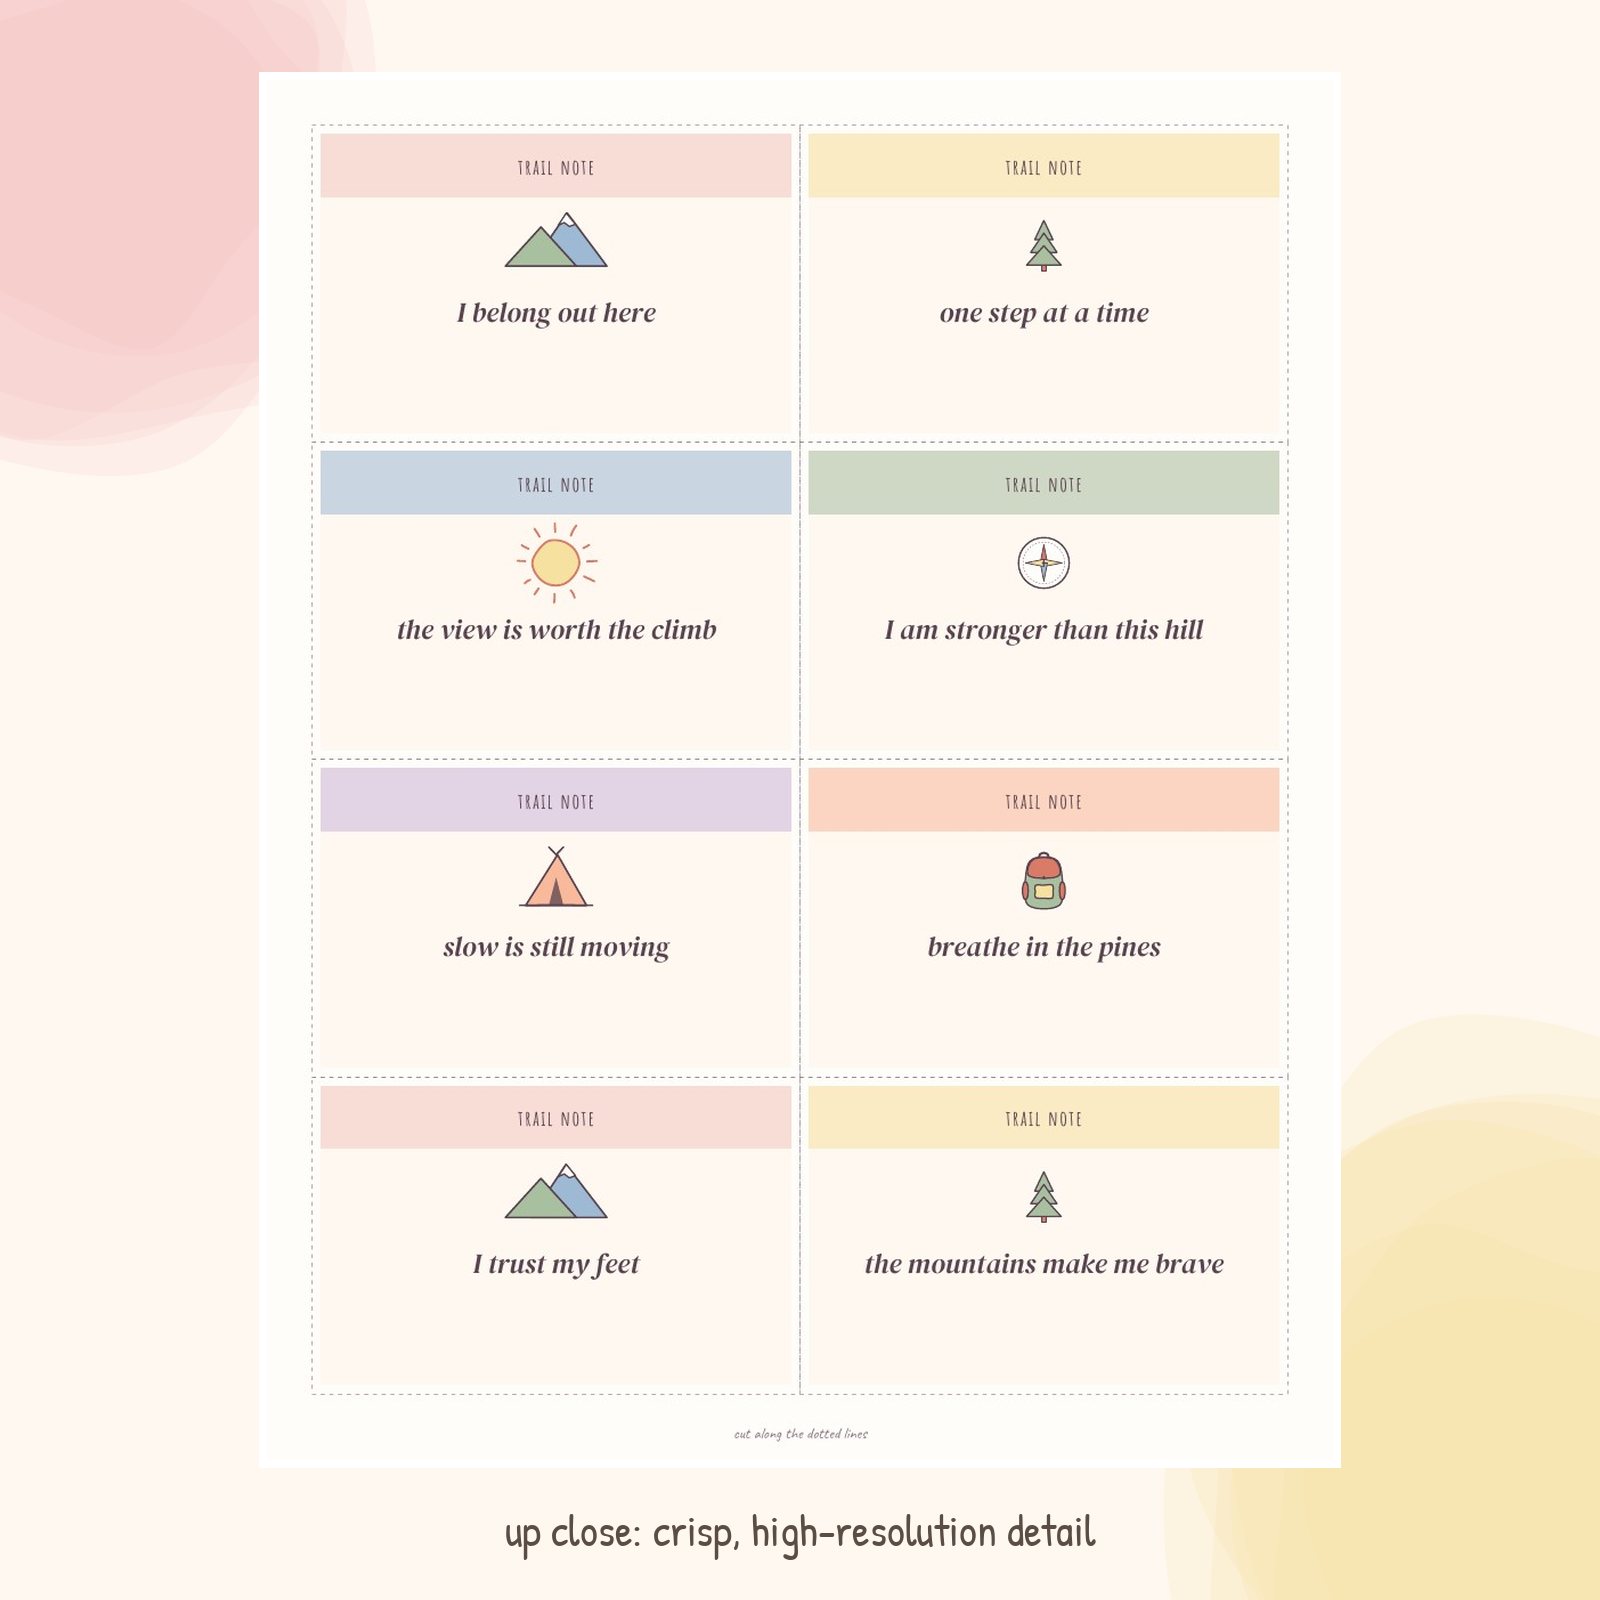 TRAIL NOTE
I belong out here
TRAIL NOTE
one step at a time
TRAIL NOTE
the view is worth the climb
TRAIL NOTE
I am stronger than this hill
TRAIL NOTE
slow is still moving
TRAIL NOTE
breathe in the pines
TRAIL NOTE
I trust my feet
TRAIL NOTE
the mountains make me brave
cut along the dotted lines
up close: crisp, high-resolution detail